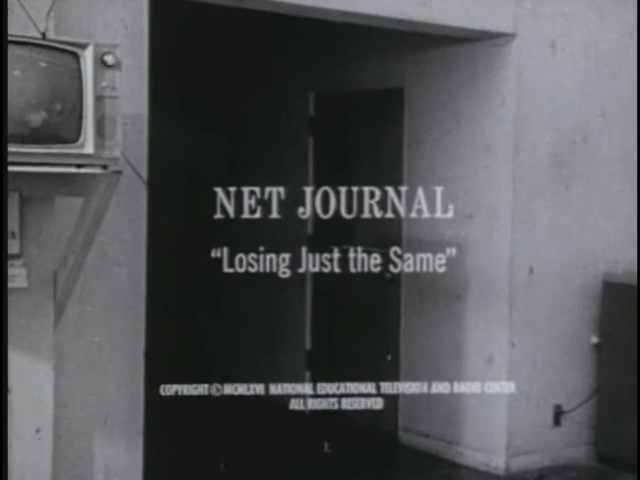 NET JOURNAL
“Losing Just the Same”
COPYRIGHT © MCMLXVI NATIONAL EDUCATIONAL TELEVISION AND RADIO CENTER
ALL RIGHTS RESERVED